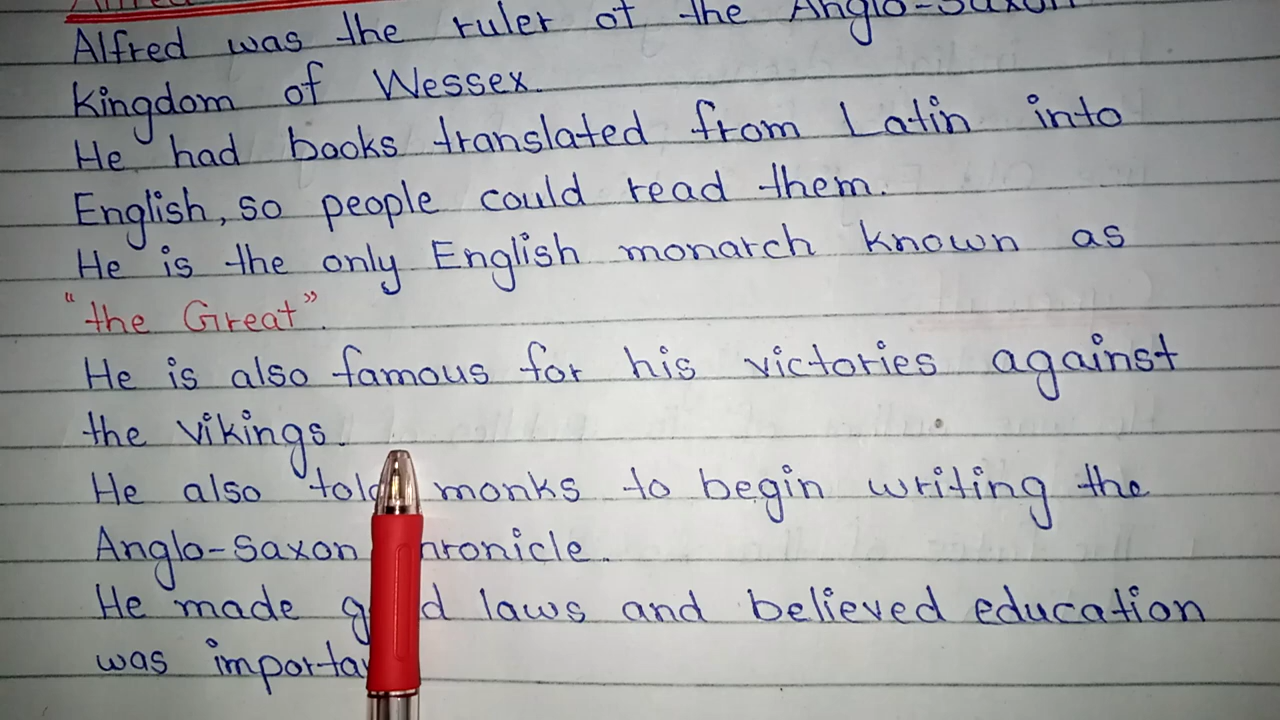 Alfred was the ruler of the Anglo-Saxon
Kingdom of Wessex.
He had books translated from Latin into
English, so people could read them.
He is the only English monarch known as
"the Great".
He is also famous for his victories against
the vikings.
He also told monks to begin writing the
Anglo-Saxon hronicle.
He made g d laws and believed education
was importa